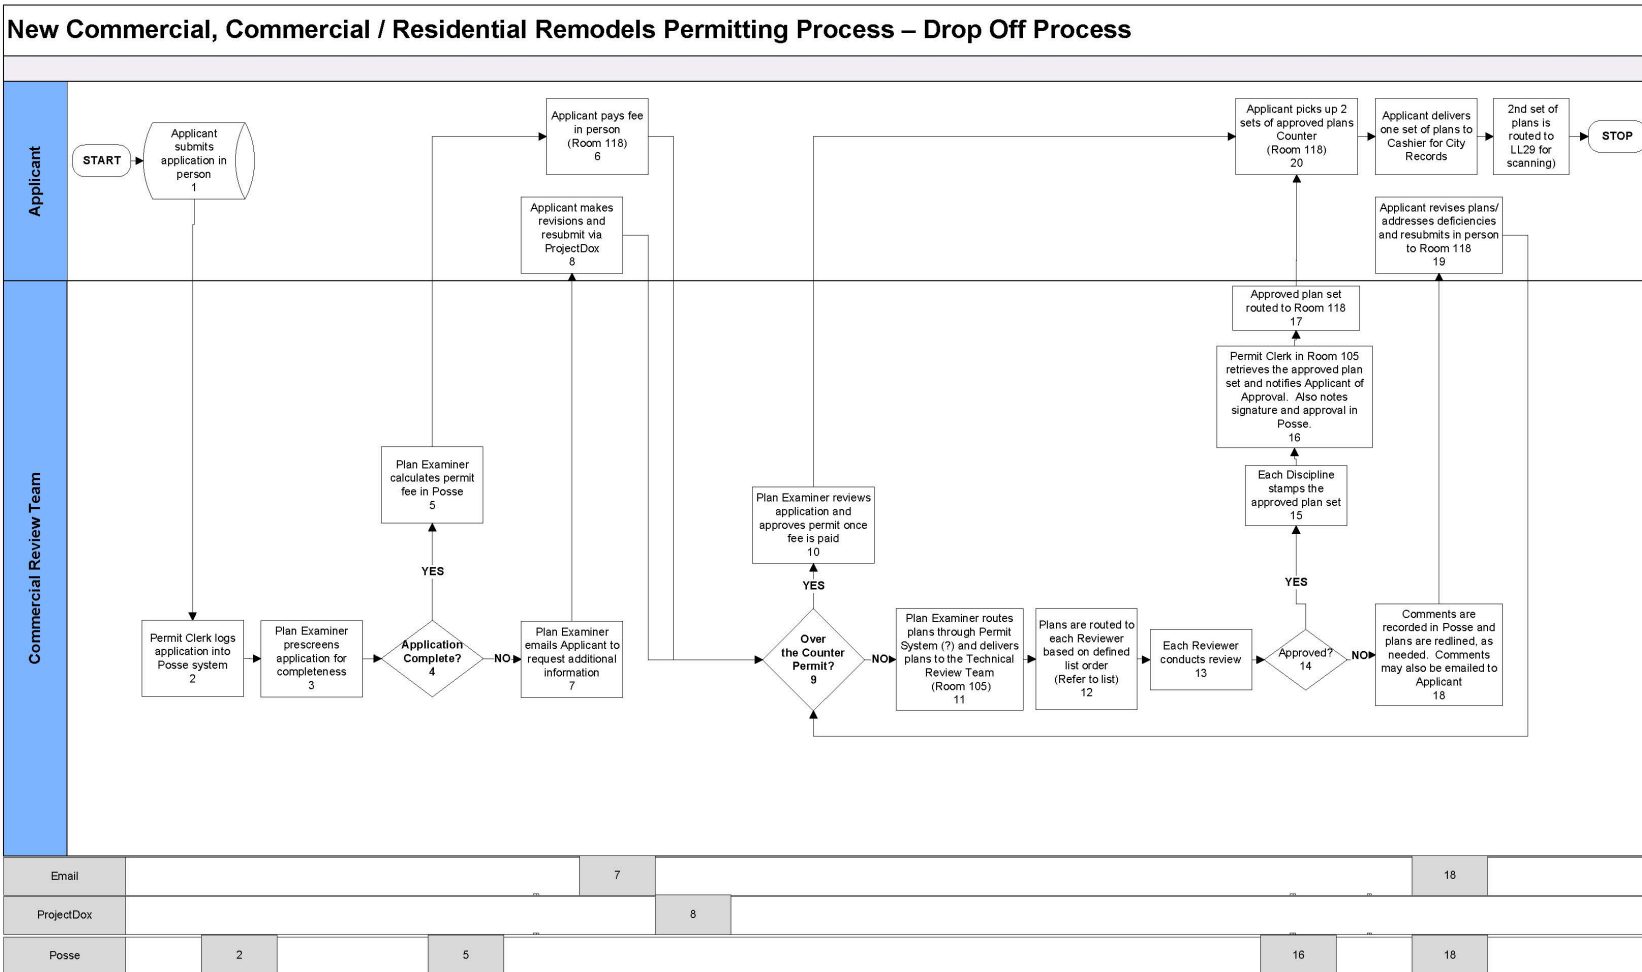 New Commercial, Commercial / Residential Remodels Permitting Process – Drop Off Process
Applicant
START
Applicant
submits
application in
person
1
Applicant pays fee
in person
(Room 118)
6
Applicant makes
revisions and
resubmit via
ProjectDox
8
Applicant picks up 2
sets of approved plans
Counter
(Room 118)
20
Applicant delivers
one set of plans to
Cashier for City
Records
2nd set of
plans is
routed to
LL29 for
scanning)
STOP
Applicant revises plans/
addresses deficiencies
and resubmits in person
to Room 118
19
Commercial Review Team
Approved plan set
routed to Room 118
17
Permit Clerk in Room 105
retrieves the approved plan
set and notifies Applicant of
Approval. Also notes
signature and approval in
Posse.
16
Each Discipline
stamps the
approved plan set
15
YES
Plan Examiner
calculates permit
fee in Posse
5
YES
Plan Examiner reviews
application and
approves permit once
fee is paid
10
YES
Permit Clerk logs
application into
Posse system
2
Plan Examiner
prescreens
application for
completeness
3
Application
Complete?
4
NO
Plan Examiner
emails Applicant to
request additional
information
7
Over
the Counter
Permit?
9
NO
Plan Examiner routes
plans through Permit
System (?) and delivers
plans to the Technical
Review Team
(Room 105)
11
Plans are routed to
each Reviewer
based on defined
list order
(Refer to list)
12
Each Reviewer
conducts review
13
Approved?
14
NO
Comments are
recorded in Posse and
plans are redlined, as
needed. Comments
may also be emailed to
Applicant
18
Email
7
18
ProjectDox
8
Posse
2
5
16
18